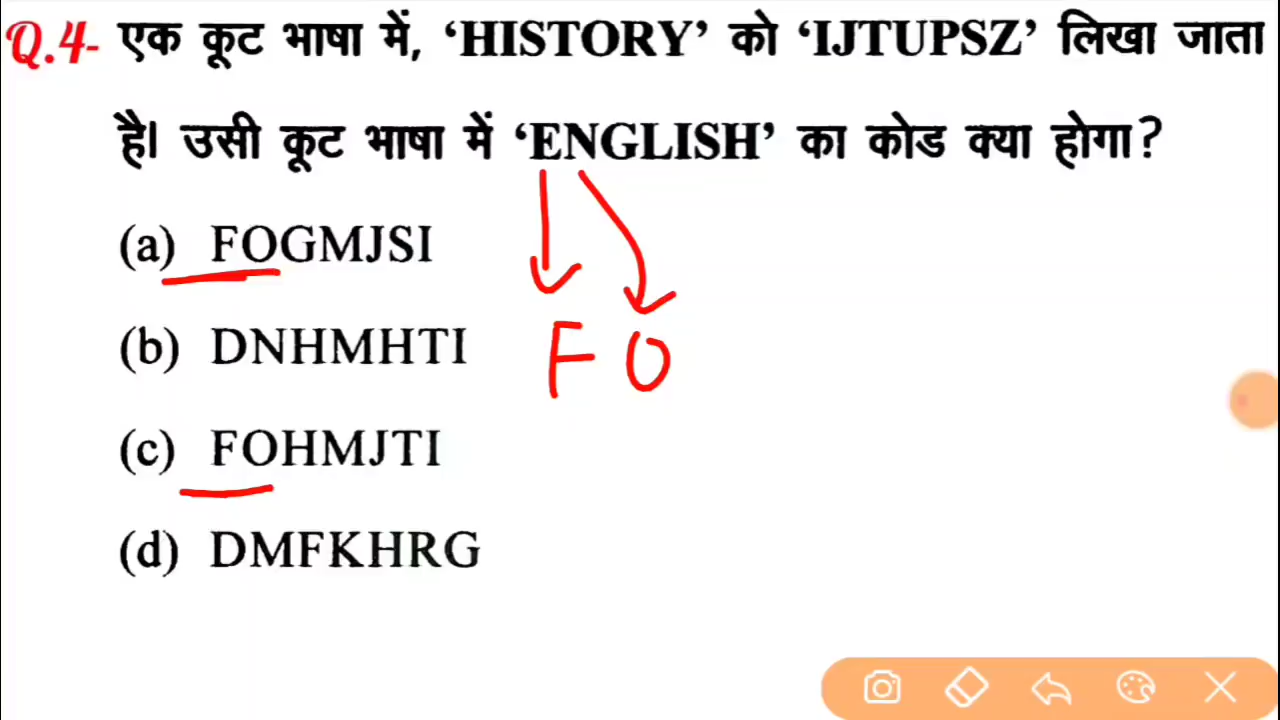 Q.4- एक कूट भाषा में, ‘HISTORY’ को ‘IJTUPSZ’ लिखा जाता
है। उसी कूट भाषा में ‘ENGLISH’ का कोड क्या होगा?
(a) FOGMJSI
(b) DNHMHTI
F O
(c) FOHMJTI
(d) DMFKHRG